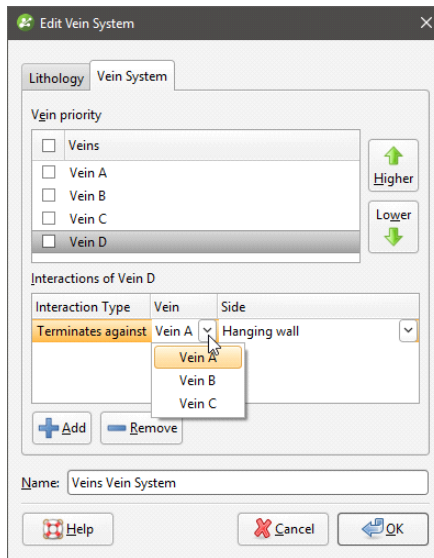 Edit Vein System
Lithology Vein System
Vein priority
Veins
Vein A
Vein B
Vein C
Vein D
Higher
Lower
Interactions of Vein D
Interaction Type Vein Side
Terminates against Vein A Hanging wall
Vein A
Vein B
Vein C
Add Remove
Name: Veins Vein System
Help Cancel OK